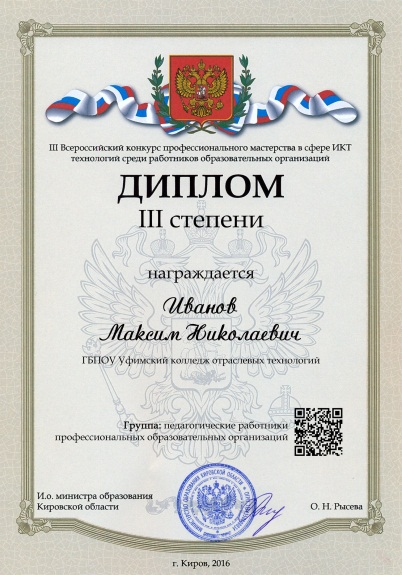 III Всероссийский конкурс профессионального мастерства в сфере ИКТ
технологий среди работников образовательных организаций
ДИПЛОМ
III степени
награждается
Иванов
Максим Николаевич
ГБПОУ Уфимский колледж отраслевых технологий
Группа: педагогические работники
профессиональных образовательных организаций
И.о. министра образования
Кировской области
О. Н. Рысева
г. Киров, 2016